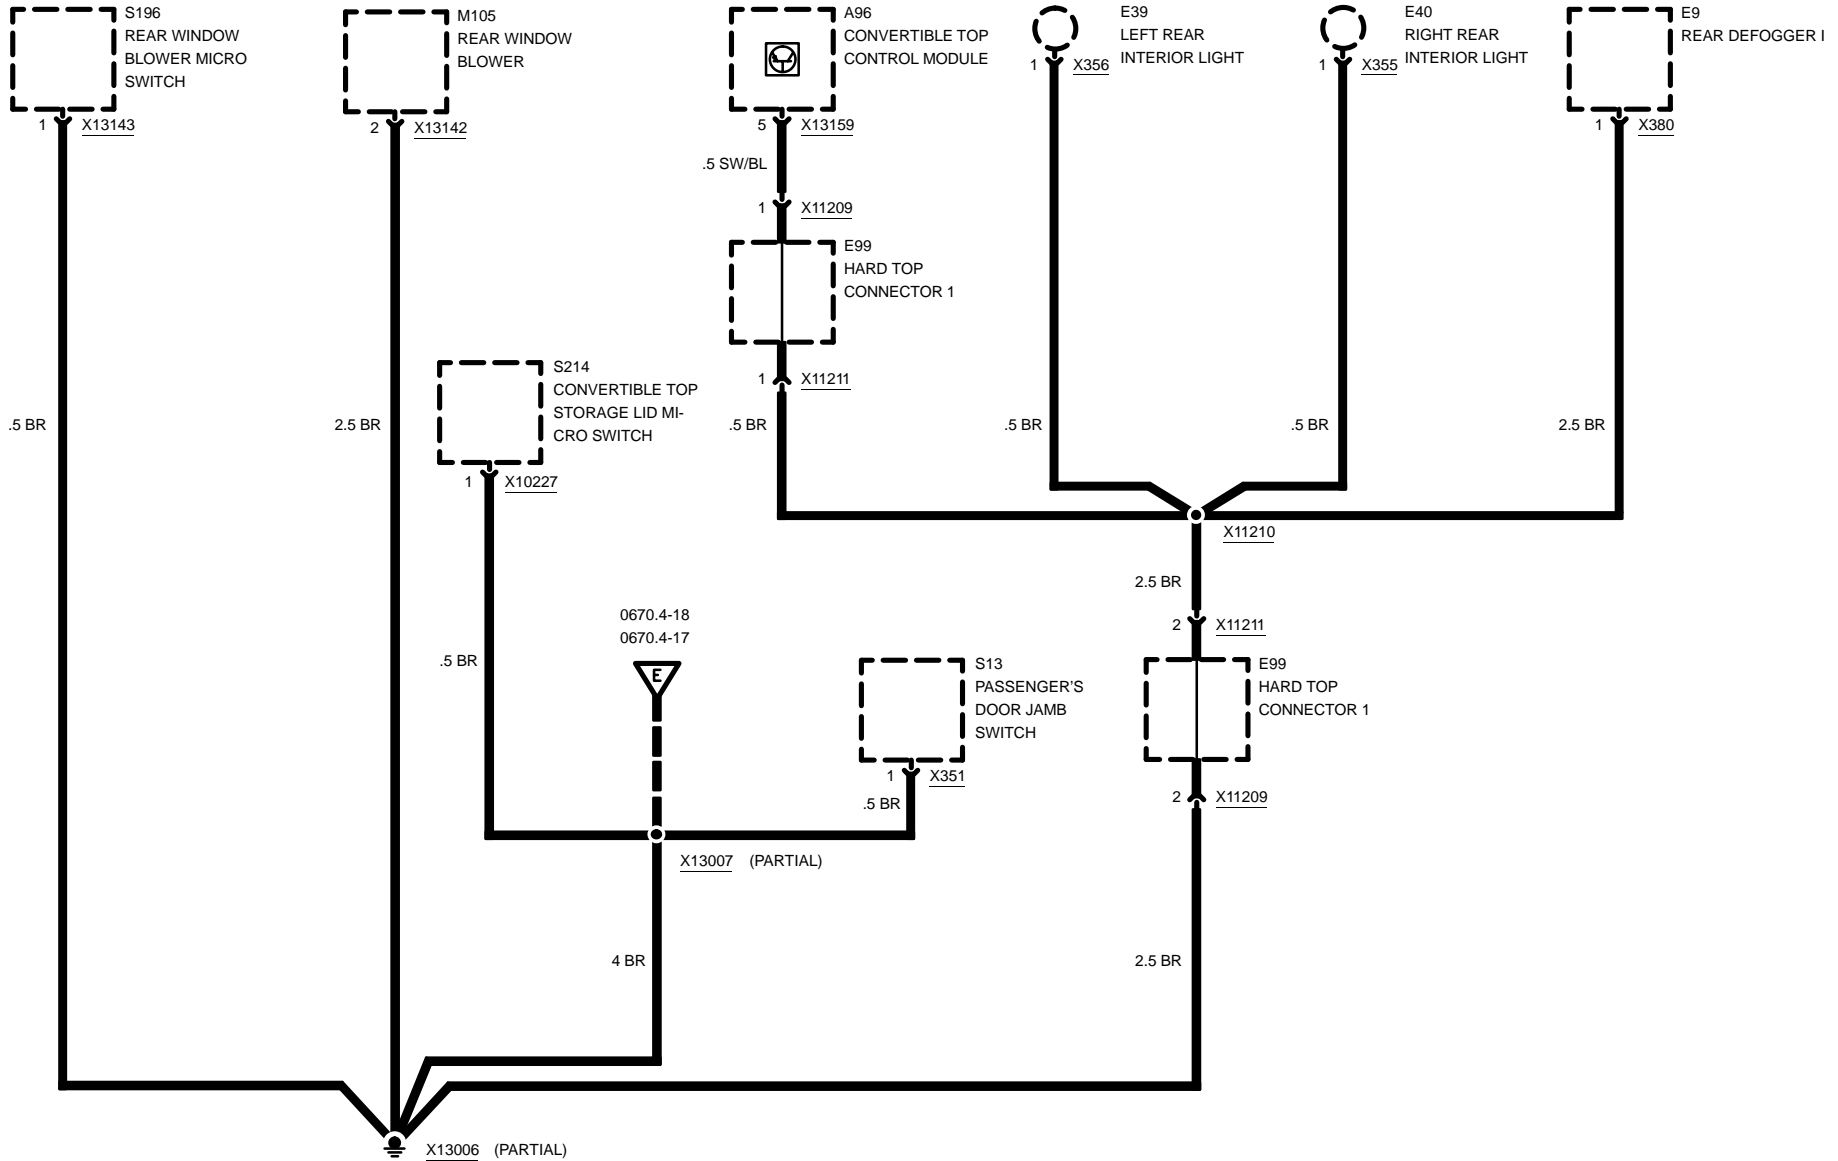 S196
REAR WINDOW
BLOWER MICRO
SWITCH
1 X13143
M105
REAR WINDOW
BLOWER
2 X13142
A96
CONVERTIBLE TOP
CONTROL MODULE
5 X13159
.5 SW/BL
1 X11209
E99
HARD TOP
CONNECTOR 1
1 X11211
E39
LEFT REAR
INTERIOR LIGHT
1 X356
E40
RIGHT REAR
INTERIOR LIGHT
1 X355
E9
REAR DEFOGGER I
1 X380
S214
CONVERTIBLE TOP
STORAGE LID MI-
CRO SWITCH
1 X10227
.5 BR
2.5 BR
.5 BR
.5 BR
.5 BR
2.5 BR
X11210
2.5 BR
2 X11211
0670.4-18
0670.4-17
E
.5 BR
S13
PASSENGER'S
DOOR JAMB
SWITCH
1 X351
.5 BR
E99
HARD TOP
CONNECTOR 1
2 X11209
X13007 (PARTIAL)
4 BR
2.5 BR
X13006 (PARTIAL)